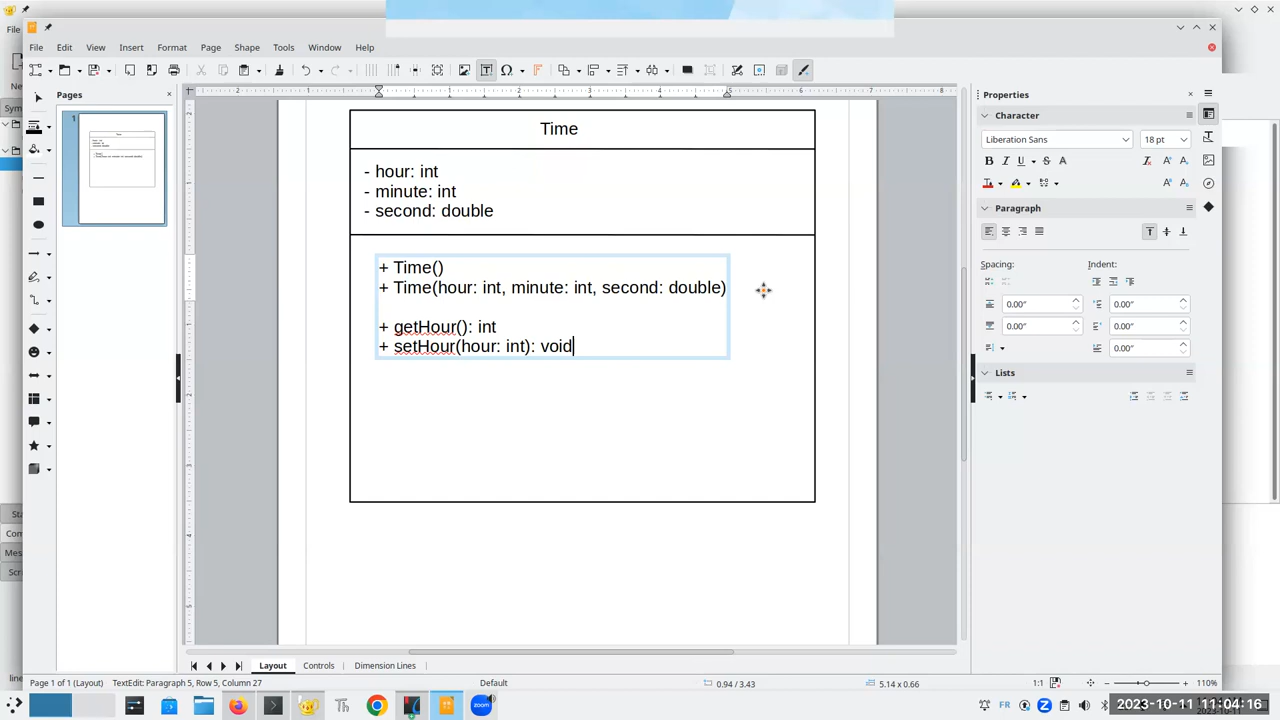 File
File Edit View Insert Format Page Shape Tools Window Help
Pages
1
Properties
Character
Liberation Sans 18 pt
Paragraph
Spacing: Indent:
0.00" 0.00"
0.00" 0.00"
0.00"
Lists
Time
- hour: int
- minute: int
- second: double
+ Time()
+ Time(hour: int, minute: int, second: double)
+ getHour(): int
+ setHour(hour: int): void
Layout Controls Dimension Lines
Page 1 of 1 (Layout) TextEdit: Paragraph 5, Row 5, Column 27 Default 0.94 / 3.43 5.14 x 0.66 1:1 110%
zoom FR 2023-10-11 11:04:16